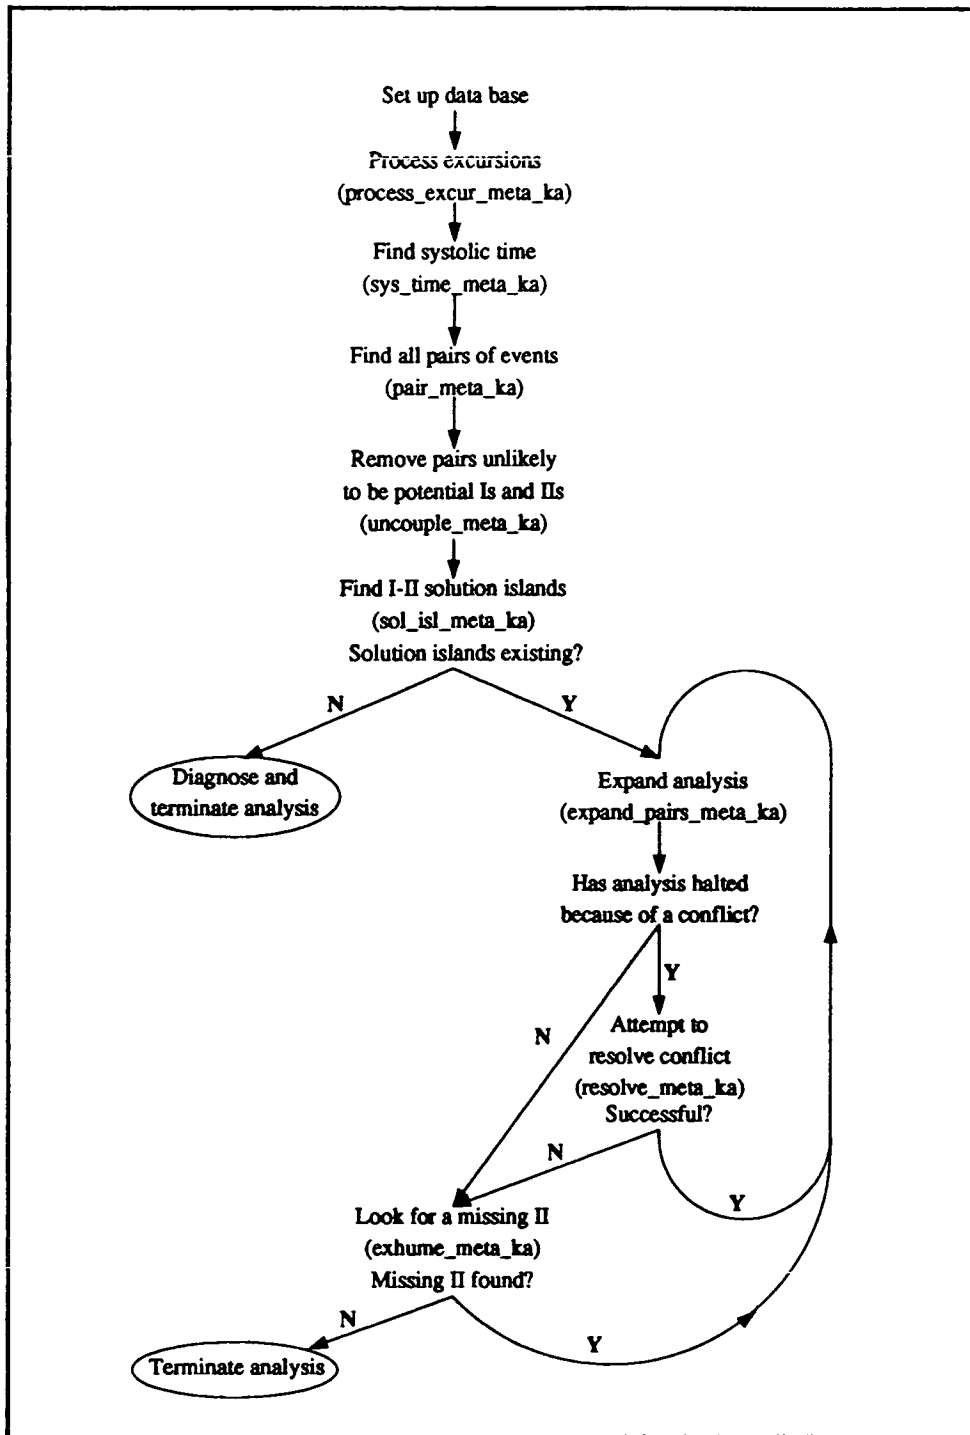 Set up data base
Process excursions
(process_excur_meta_ka)
Find systolic time
(sys_time_meta_ka)
Find all pairs of events
(pair_meta_ka)
Remove pairs unlikely
to be potential Is and IIs
(uncouple_meta_ka)
Find I-II solution islands
(sol_isl_meta_ka)
Solution islands existing?
N
Y
Diagnose and
terminate analysis
Expand analysis
(expand_pairs_meta_ka)
Has analysis halted
because of a conflict?
Y
N
Attempt to
resolve conflict
(resolve_meta_ka)
Successful?
N
Y
Look for a missing II
(exhume_meta_ka)
Missing II found?
N
Y
Terminate analysis